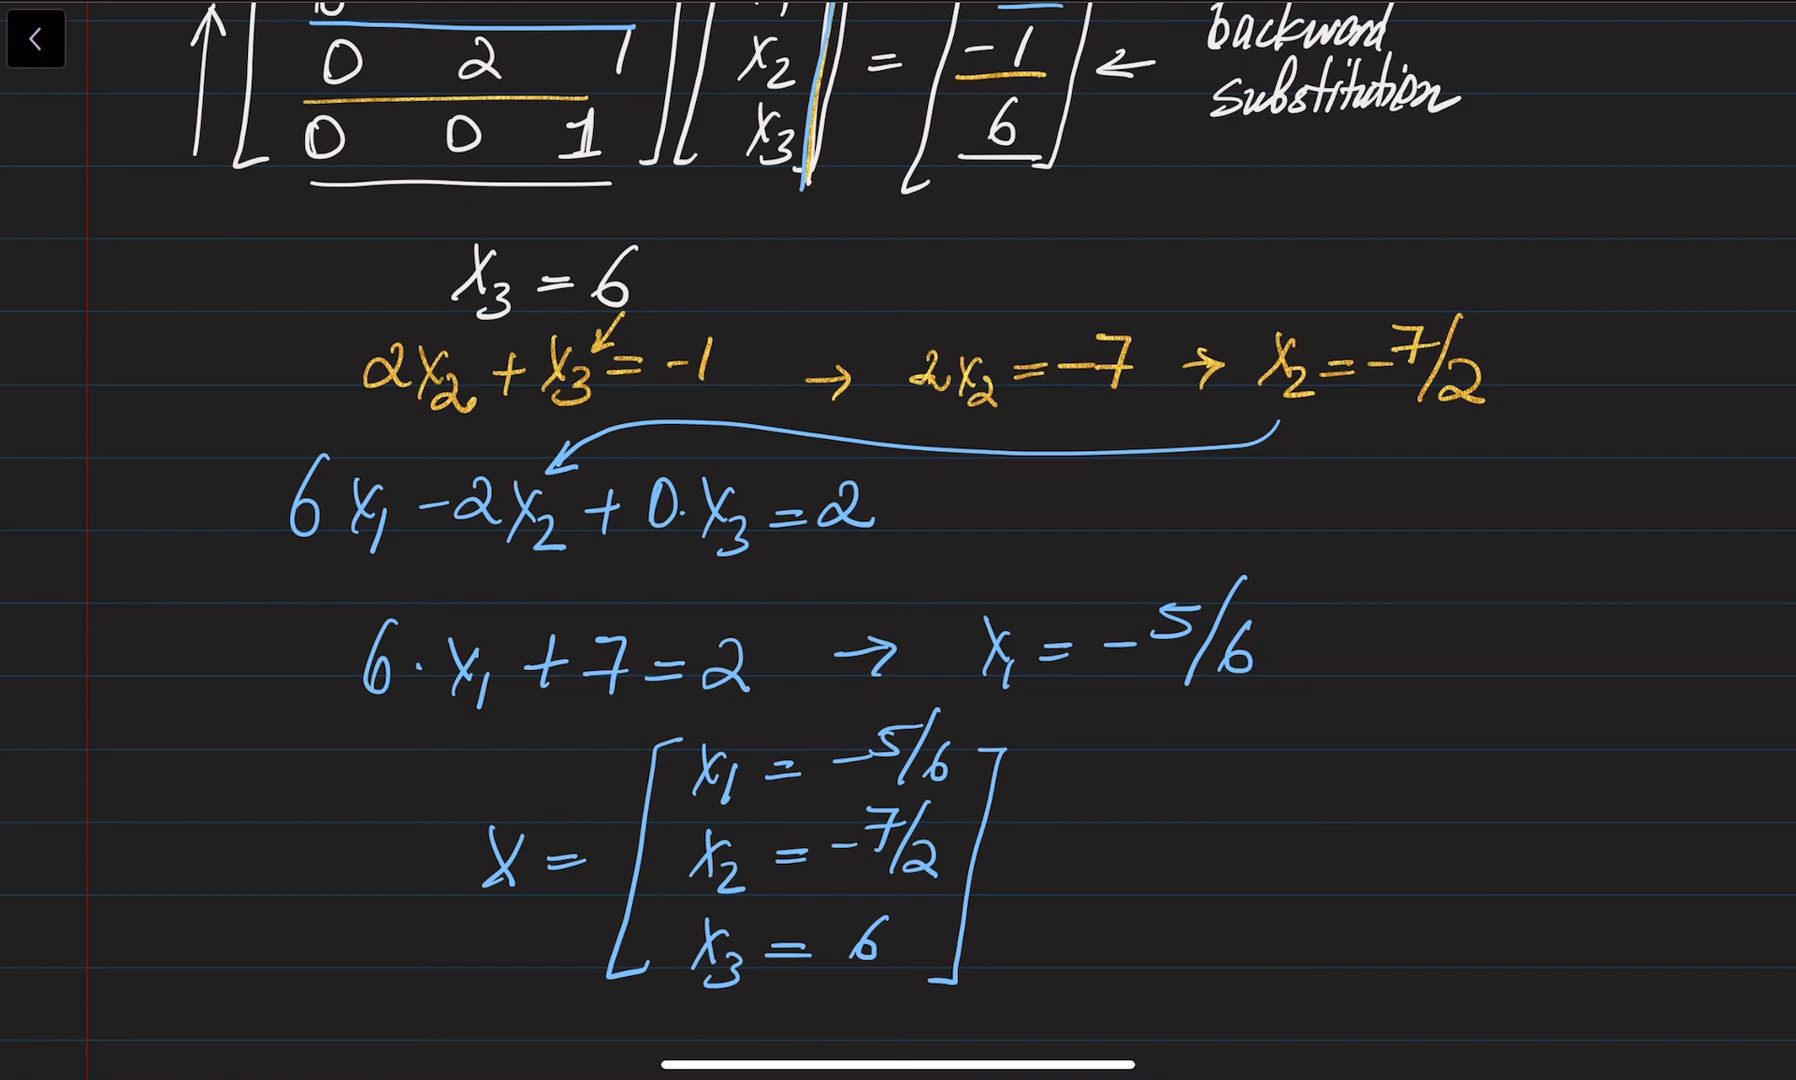 0 2 1 x2 = -1 ← backward
0 0 1 x3 6 substitution
x3 = 6
2x2 + x3 = -1 → 2x2 = -7 → x2 = -7/2
6x1 - 2x2 + 0·x3 = 2
6·x1 + 7 = 2 → x1 = -5/6
x1 = -5/6
x = x2 = -7/2
x3 = 6